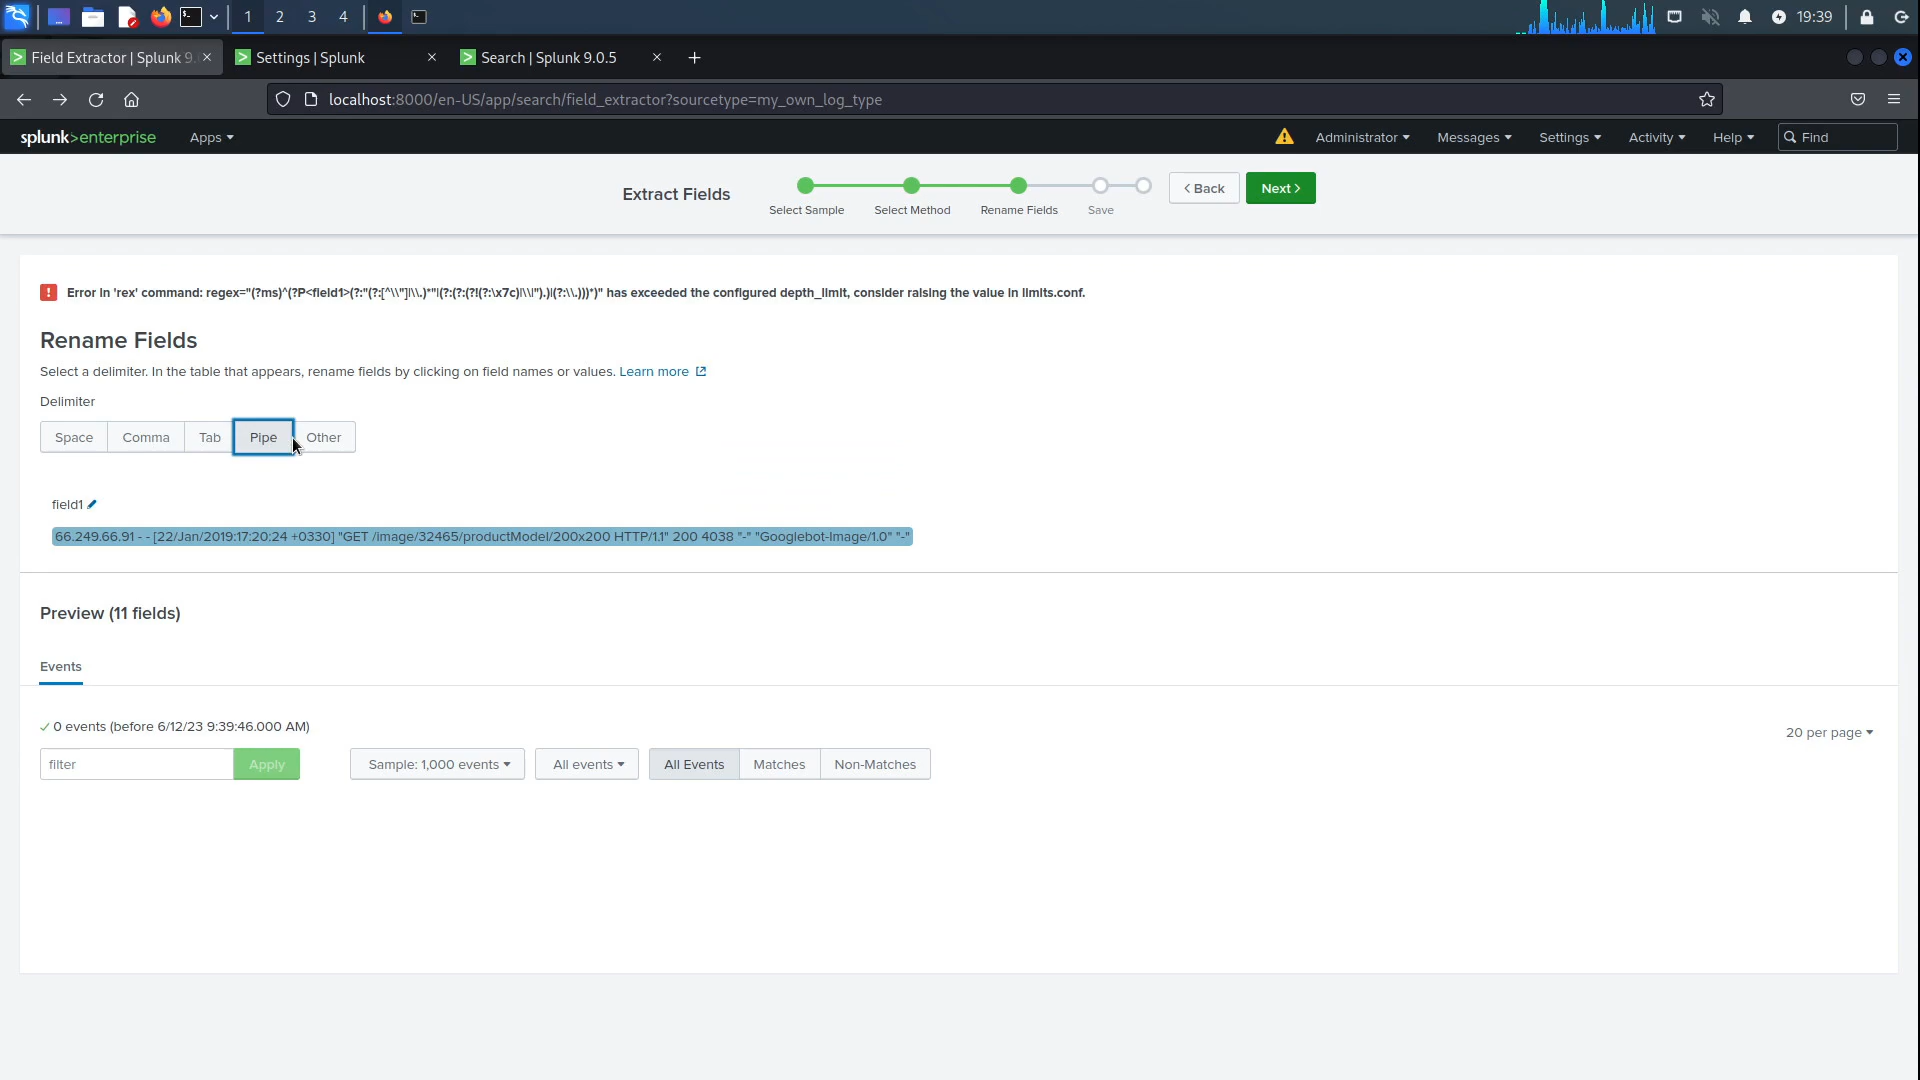 1 2 3 4 19:39
Field Extractor | Splunk 9. Settings | Splunk Search | Splunk 9.0.5
localhost:8000/en-US/app/search/field_extractor?sourcetype=my_own_log_type
splunk>enterprise Apps Administrator Messages Settings Activity Help Find
Extract Fields
Select Sample Select Method Rename Fields Save
< Back Next >
Error in 'rex' command: regex="(?ms)^(?P<field1>(?:"(?:[^\\"]|\\.)*"|(?:(?:(?!(?:\x7c)|\\|").)|(?:\\.)))*)" has exceeded the configured depth_limit, consider raising the value in limits.conf.
Rename Fields
Select a delimiter. In the table that appears, rename fields by clicking on field names or values. Learn more
Delimiter
Space Comma Tab Pipe Other
field1
66.249.66.91 - - [22/Jan/2019:17:20:24 +0330] "GET /image/32465/productModel/200x200 HTTP/1.1" 200 4038 "-" "Googlebot-Image/1.0" "-"
Preview (11 fields)
Events
0 events (before 6/12/23 9:39:46.000 AM)
20 per page
filter Apply Sample: 1,000 events All events All Events Matches Non-Matches